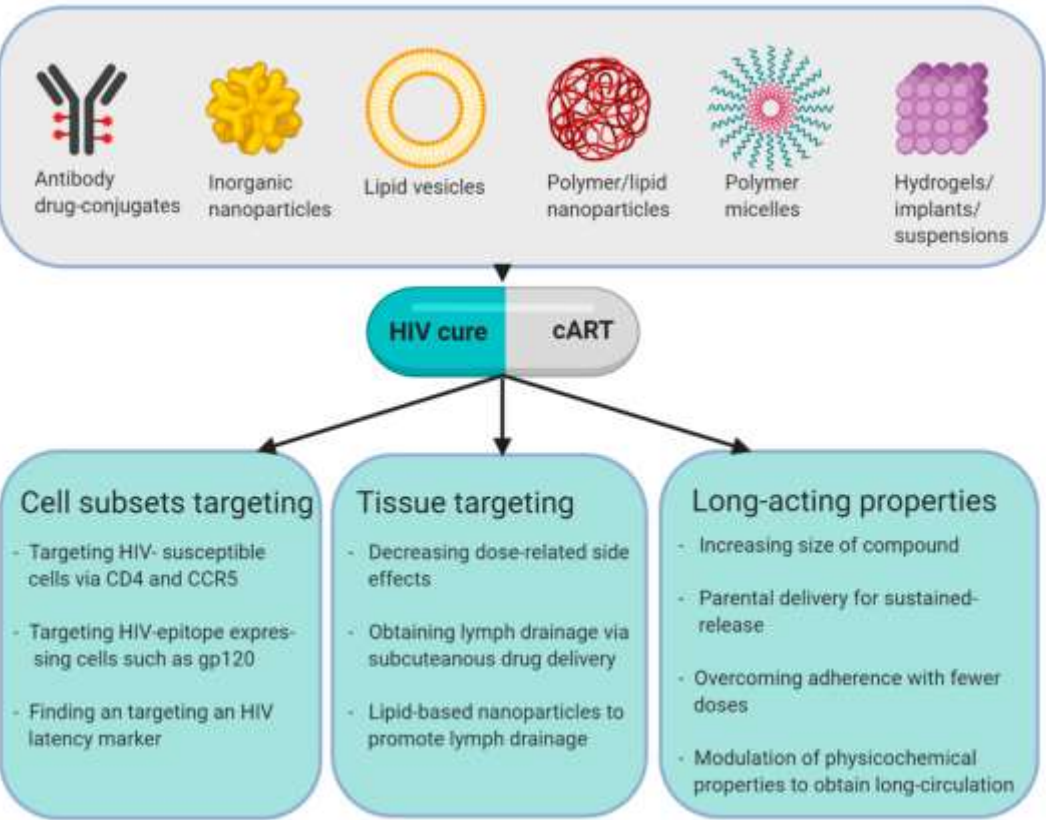 Antibody
drug-conjugates
Inorganic
nanoparticles
Lipid vesicles
Polymer/lipid
nanoparticles
Polymer
micelles
Hydrogels/
implants/
suspensions
HIV cure
cART
Cell subsets targeting
- Targeting HIV- susceptible
cells via CD4 and CCR5
- Targeting HIV-epitope expres-
sing cells such as gp120
- Finding an targeting an HIV
latency marker
Tissue targeting
- Decreasing dose-related side
effects
- Obtaining lymph drainage via
subcuteanous drug delivery
- Lipid-based nanoparticles to
promote lymph drainage
Long-acting properties
- Increasing size of compound
- Parental delivery for sustained-
release
- Overcoming adherence with fewer
doses
- Modulation of physicochemical
properties to obtain long-circulation